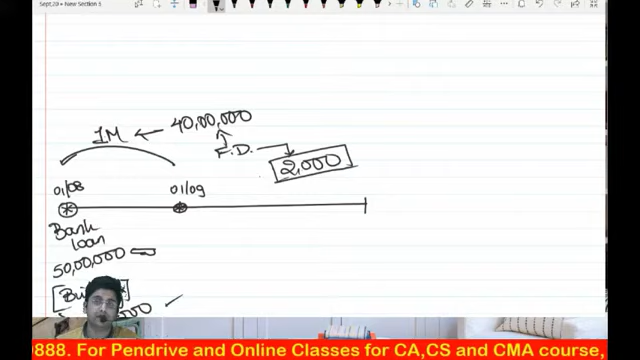 Sept.20 » New Section 5
1M ← 40,00,000
F.D. → 2,000
01/08 01/09
Bank
loan
50,00,000
888. For Pendrive and Online Classes for CA,CS and CMA course,